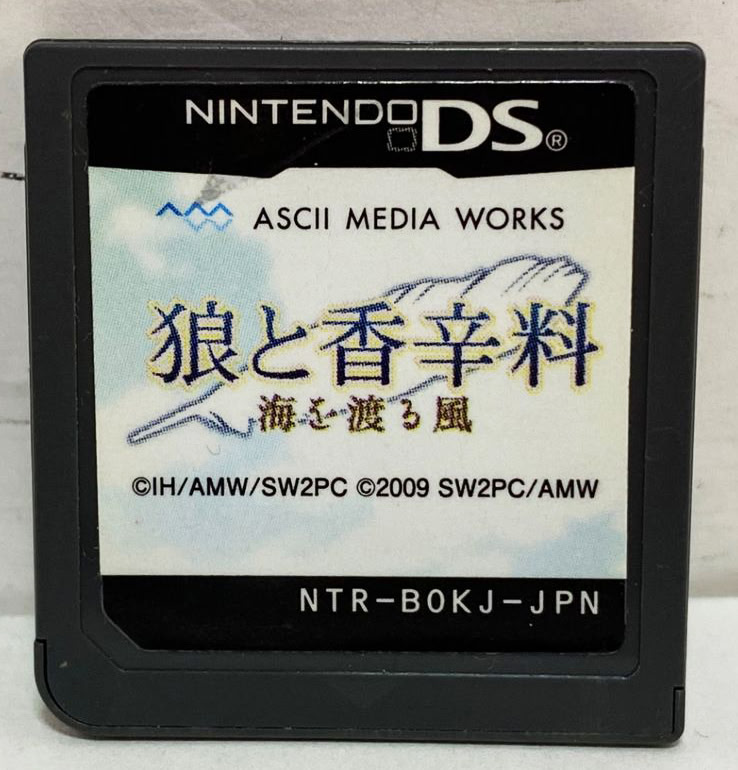 NINTENDO DS®
ASCII MEDIA WORKS
狼と香辛料
海を渡る風
©IH/AMW/SW2PC ©2009 SW2PC/AMW
NTR-BOKJ-JPN